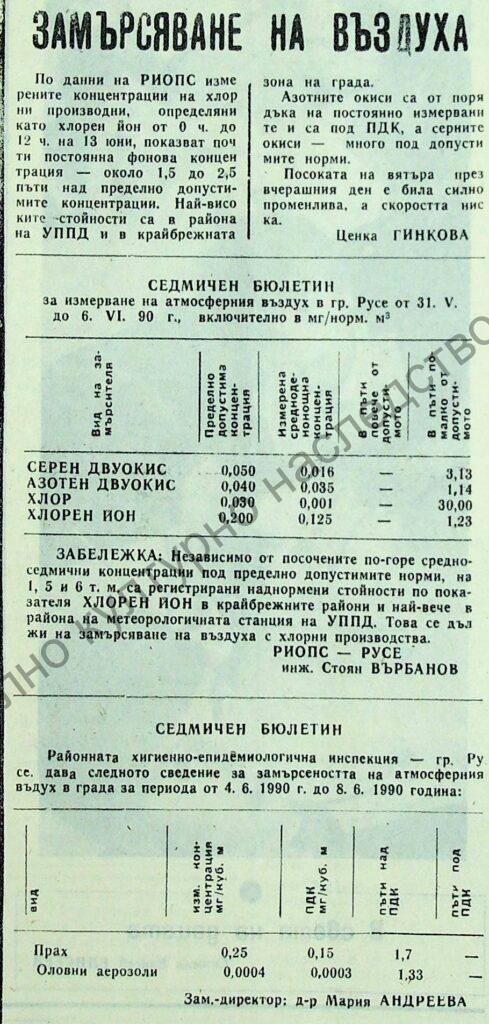 ЗАМЪРСЯВАНЕ НА ВЪЗДУХА
По данни на РИОПС изме
рените концентрации на хлор
ни производни, определяни
като хлорен йон от 0 ч. до
12 ч. на 13 юни, показват поч
ти постоянна фонова концен
трация — около 1,5 до 2,5
пъти над пределно допусти-
мите концентрации. Най-висо
ките стойности са в района
на УППД и в крайбрежната
зона на града.
Азотните окиси са от поря
дъка на постоянно измервани
те и са под ПДК, а серните
окиси — много под допусти
мите норми.
Посоката на вятъра през
вчерашния ден е била силно
променлива, а скоростта нис
ка.
Ценка ГИНКОВА
СЕДМИЧЕН БЮЛЕТИН
за измерване на атмосферния въздух в гр. Русе от 31. V.
до 6. VI. 90 г., включително в мг/норм. м³
Вид на за-
мърсителя
Пределно
допустима
концен-
трация
Измерена
средноде-
нонощна
концен-
трация
В пъти
повече от
допусти
мото
В пъти по-
малко от
допусти-
мото
СЕРЕН ДВУОКИС 0,050 0,016 — 3,13
АЗОТЕН ДВУОКИС 0,040 0,035 — 1,14
ХЛОР 0,030 0,001 — 30,00
ХЛОРЕН ЙОН 0,200 0,125 — 1,23
ЗАБЕЛЕЖКА: Независимо от посочените по-горе средно-
седмични концентрации под пределно допустимите норми, на
1, 5 и 6 т. м. са регистрирани наднормени стойности по пока-
зателя ХЛОРЕН ЙОН в крайбрежните райони и най-вече в
района на метеорологичната станция на УППД. Това се дъл
жи на замърсяване на въздуха с хлорни производства.
РИОПС — РУСЕ
инж. Стоян ВЪРБАНОВ
СЕДМИЧЕН БЮЛЕТИН
Районната хигиенно-епидемиологична инспекция — гр. Ру
се. дава следното сведение за замърсеността на атмосферния
въдух в града за периода от 4. 6. 1990 г. до 8. 6. 1990 година:
вид
изм. кон-
центрация
мг/куб. м
ПДК
мг/куб. м
пъти над
ПДК
пъти под
ПДК
Прах 0,25 0,15 1,7 —
Оловни аерозоли 0,0004 0,0003 1,33 —
Зам.-директор: д-р Мария АНДРЕЕВА
лно културно наследство